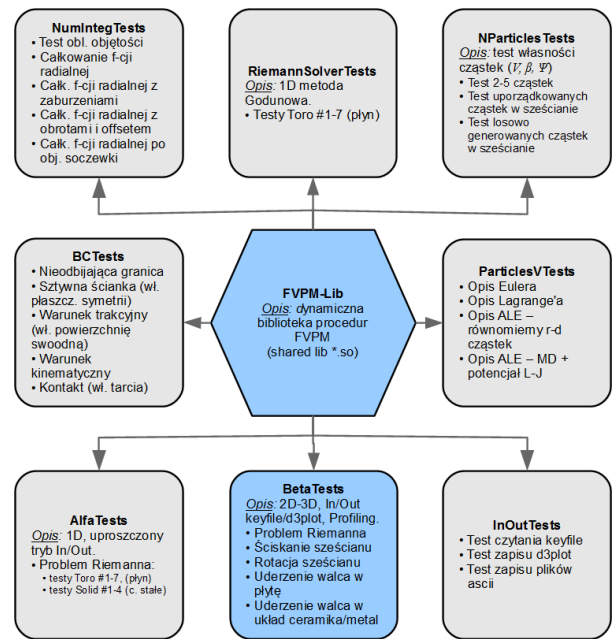 NumIntegTests
• Test obl. objętości
• Całkowanie f-cji
radialnej
• Całk. f-cji radialnej z
zaburzeniami
• Całk. f-cji radialnej z
obrotami i offsetem
• Całk. f-cji radialnej po
obj. soczewki
RiemannSolverTests
Opis: 1D metoda
Godunowa.
• Testy Toro #1-7 (płyn)
NParticlesTests
Opis: test własności
cząstek (V, β, Ψ)
• Test 2-5 cząstek
• Test uporządkowanych
cząstek w sześcianie
• Test losowo
generowanych cząstek
w sześcianie
BCTests
• Nieodbijająca granica
• Sztywna ścianka (wł.
płaszcz. symetrii)
• Warunek trakcyjny
(wł. powierzchnię
swoodną)
• Warunek
kinematyczny
• Kontakt (wł. tarcia)
FVPM-Lib
Opis: dynamiczna
biblioteka procedur
FVPM
(shared lib *.so)
ParticlesVTests
• Opis Eulera
• Opis Lagrange'a
• Opis ALE –
równomiemy r-d
cząstek
• Opis ALE – MD +
potencjał L-J
AlfaTests
Opis: 1D, uproszczony
tryb In/Out.
• Problem Riemanna:
• testy Toro #1-7, (płyn)
• testy Solid #1-4 (c. stałe)
BetaTests
Opis: 2D-3D, In/Out
keyfile/d3plot, Profiling.
• Problem Riemanna
• Ściskanie sześcianu
• Rotacja sześcianu
• Uderzenie walca w
płytę
• Uderzenie walca w
układ ceramika/metal
InOutTests
• Test czytania keyfile
• Test zapisu d3plot
• Test zapisu plików
ascii